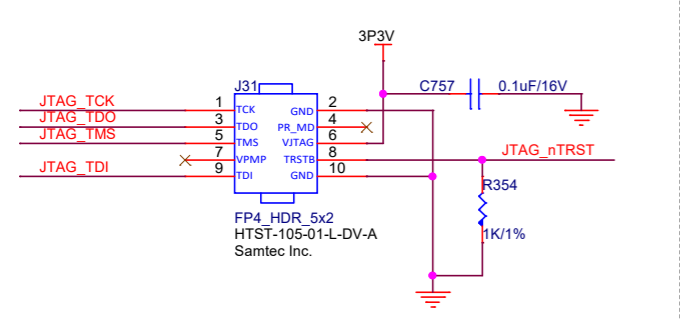 3P3V
J31
C757
0.1uF/16V
JTAG_TCK
1
TCK
GND
2
JTAG_TDO
3
TDO
PR_MD
4
JTAG_TMS
5
TMS
VJTAG
6
7
VPMP
TRSTB
8
JTAG_nTRST
JTAG_TDI
9
TDI
GND
10
R354
1K/1%
FP4_HDR_5x2
HTST-105-01-L-DV-A
Samtec Inc.